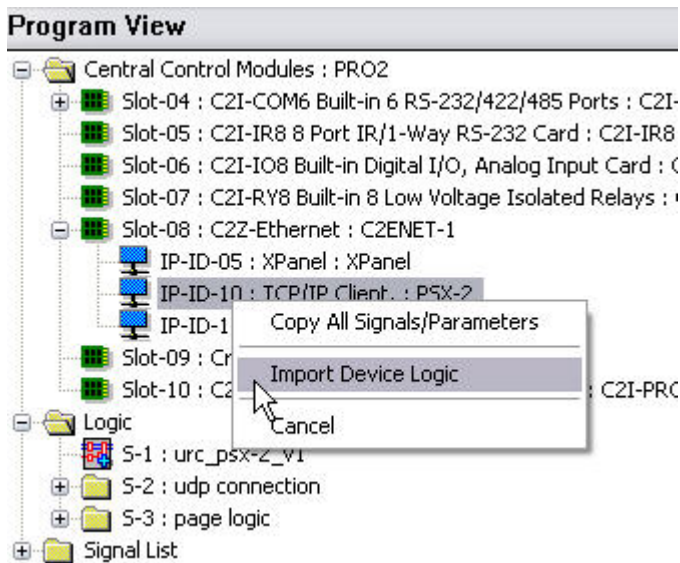 Program View
Central Control Modules : PRO2
Slot-04 : C2I-COM6 Built-in 6 RS-232/422/485 Ports : C2I-
Slot-05 : C2I-IR8 8 Port IR/1-Way RS-232 Card : C2I-IR8
Slot-06 : C2I-IO8 Built-in Digital I/O, Analog Input Card :
Slot-07 : C2I-RY8 Built-in 8 Low Voltage Isolated Relays :
Slot-08 : C2Z-Ethernet : C2ENET-1
IP-ID-05 : XPanel : XPanel
IP-ID-10 : TCP/IP Client. : PSX-2
IP-ID-1
Copy All Signals/Parameters
Slot-09 : Cr
Import Device Logic
Slot-10 : C2 : C2I-PRO
Cancel
Logic
S-1 : urc_psx-2_v1
S-2 : udp connection
S-3 : page logic
Signal List